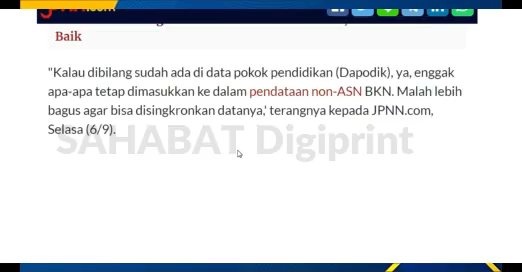 Baik
"Kalau dibilang sudah ada di data pokok pendidikan (Dapodik), ya, enggak
apa-apa tetap dimasukkan ke dalam pendataan non-ASN BKN. Malah lebih
bagus agar bisa disingkronkan datanya,' terangnya kepada JPNN.com,
Selasa (6/9).
SAHABAT Digiprint